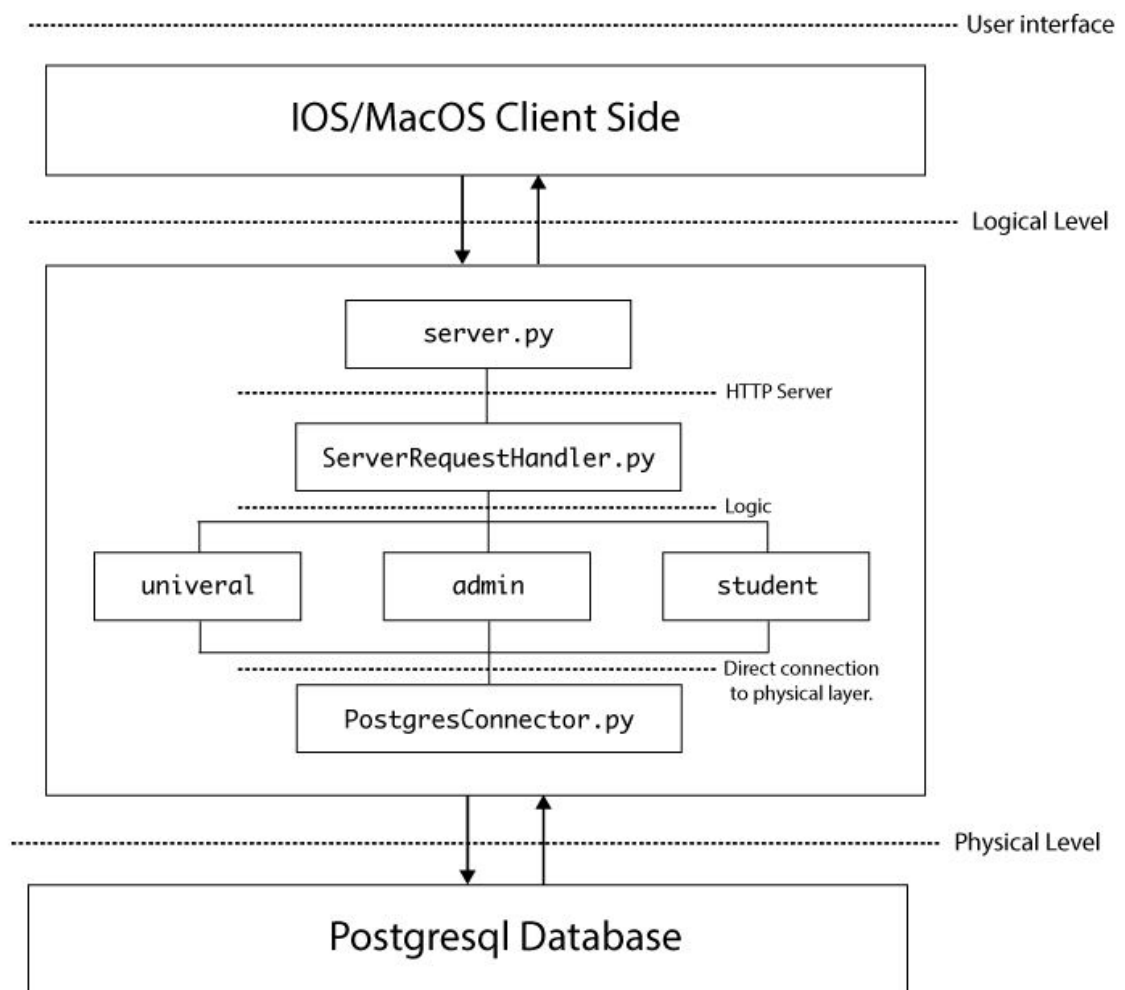 User interface
IOS/MacOS Client Side
Logical Level
server.py
HTTP Server
ServerRequestHandler.py
Logic
univeral
admin
student
Direct connection
to physical layer.
PostgresConnector.py
Physical Level
Postgresql Database